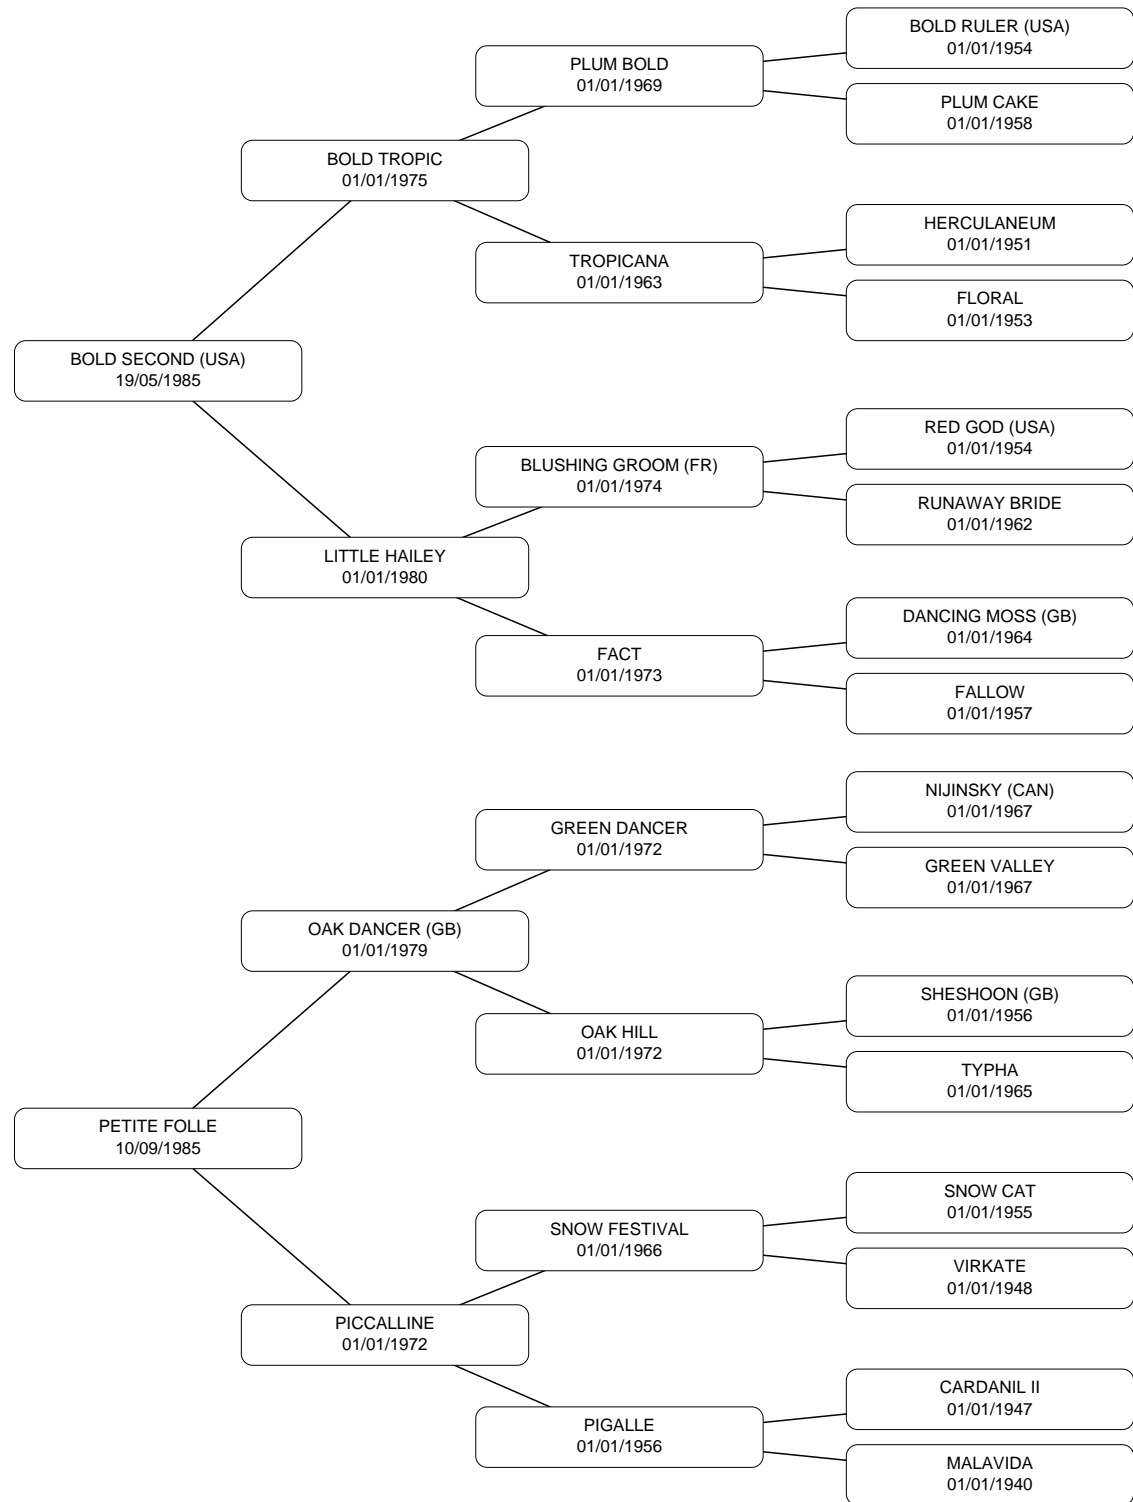 BOLD RULER (USA)
01/01/1954
PLUM BOLD
01/01/1969
PLUM CAKE
01/01/1958
BOLD TROPIC
01/01/1975
HERCULANEUM
01/01/1951
TROPICANA
01/01/1963
FLORAL
01/01/1953
BOLD SECOND (USA)
19/05/1985
RED GOD (USA)
01/01/1954
BLUSHING GROOM (FR)
01/01/1974
RUNAWAY BRIDE
01/01/1962
LITTLE HAILEY
01/01/1980
DANCING MOSS (GB)
01/01/1964
FACT
01/01/1973
FALLOW
01/01/1957
NIJINSKY (CAN)
01/01/1967
GREEN DANCER
01/01/1972
GREEN VALLEY
01/01/1967
OAK DANCER (GB)
01/01/1979
SHESHOON (GB)
01/01/1956
OAK HILL
01/01/1972
TYPHA
01/01/1965
PETITE FOLLE
10/09/1985
SNOW CAT
01/01/1955
SNOW FESTIVAL
01/01/1966
VIRKATE
01/01/1948
PICCALLINE
01/01/1972
CARDANIL II
01/01/1947
PIGALLE
01/01/1956
MALAVIDA
01/01/1940